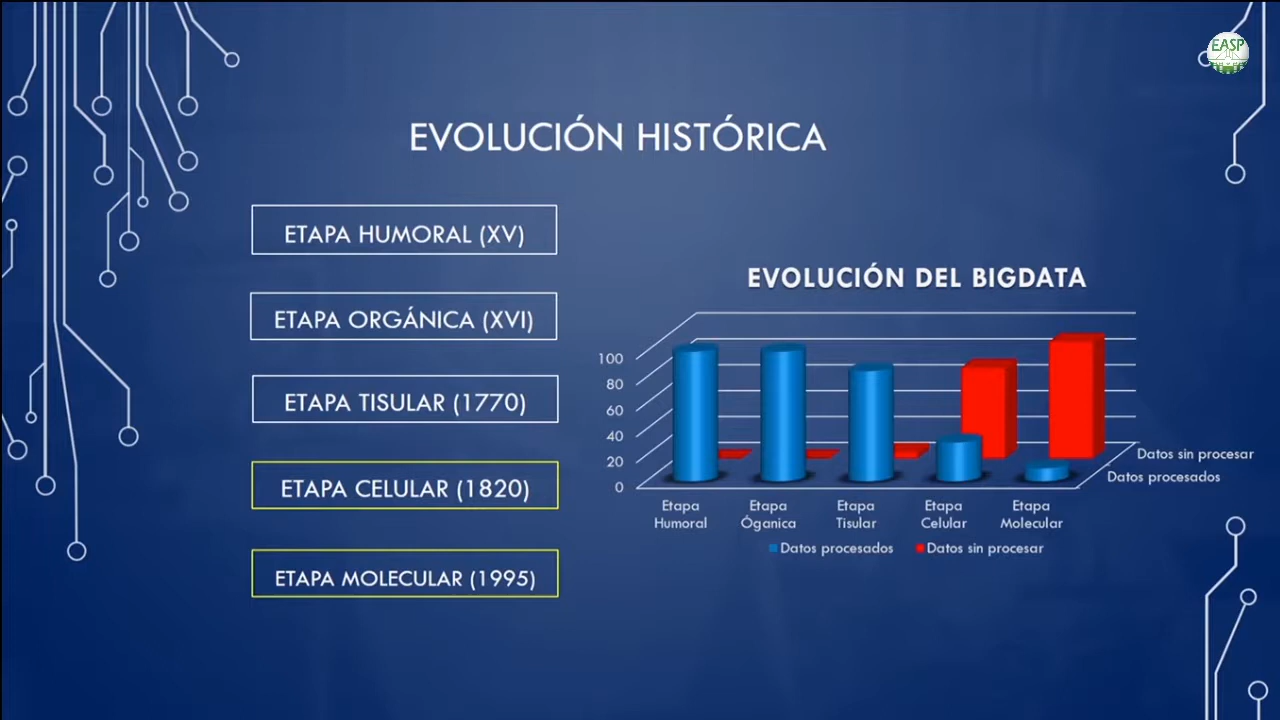 EASP
EVOLUCIÓN HISTÓRICA
ETAPA HUMORAL (XV)
ETAPA ORGÁNICA (XVI)
ETAPA TISULAR (1770)
ETAPA CELULAR (1820)
ETAPA MOLECULAR (1995)
EVOLUCIÓN DEL BIGDATA
100
80
60
40
20
0
Datos sin procesar
Datos procesados
Etapa
Humoral
Etapa
Óganica
Etapa
Tisular
Etapa
Celular
Etapa
Molecular
Datos procesados
Datos sin procesar